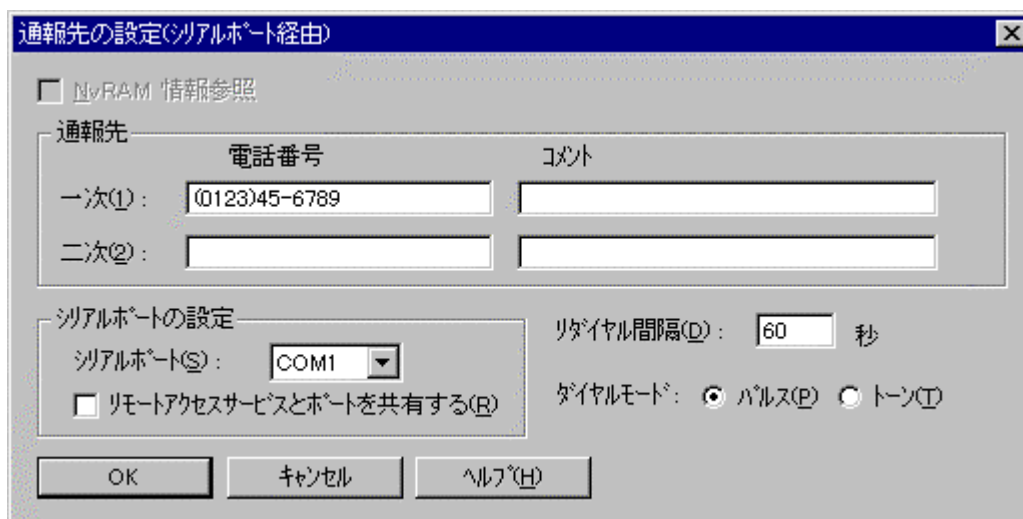 通報先の設定(ｼﾘｱﾙﾎﾟｰﾄ経由)
NvRAM 情報参照
通報先
電話番号 ｺﾒﾝﾄ
一次(1)： (0123)45-6789
二次(2)：
ｼﾘｱﾙﾎﾟｰﾄの設定
ﾘﾀﾞｲﾔﾙ間隔(D)： 60 秒
ｼﾘｱﾙﾎﾟｰﾄ(S)： COM1
ﾘﾓｰﾄｱｸｾｽｻｰﾋﾞｽとﾎﾟｰﾄを共有する(R)
ﾀﾞｲﾔﾙﾓｰﾄﾞ： ﾊﾟﾙｽ(P) ﾄｰﾝ(T)
OK ｷｬﾝｾﾙ ﾍﾙﾌﾟ(H)